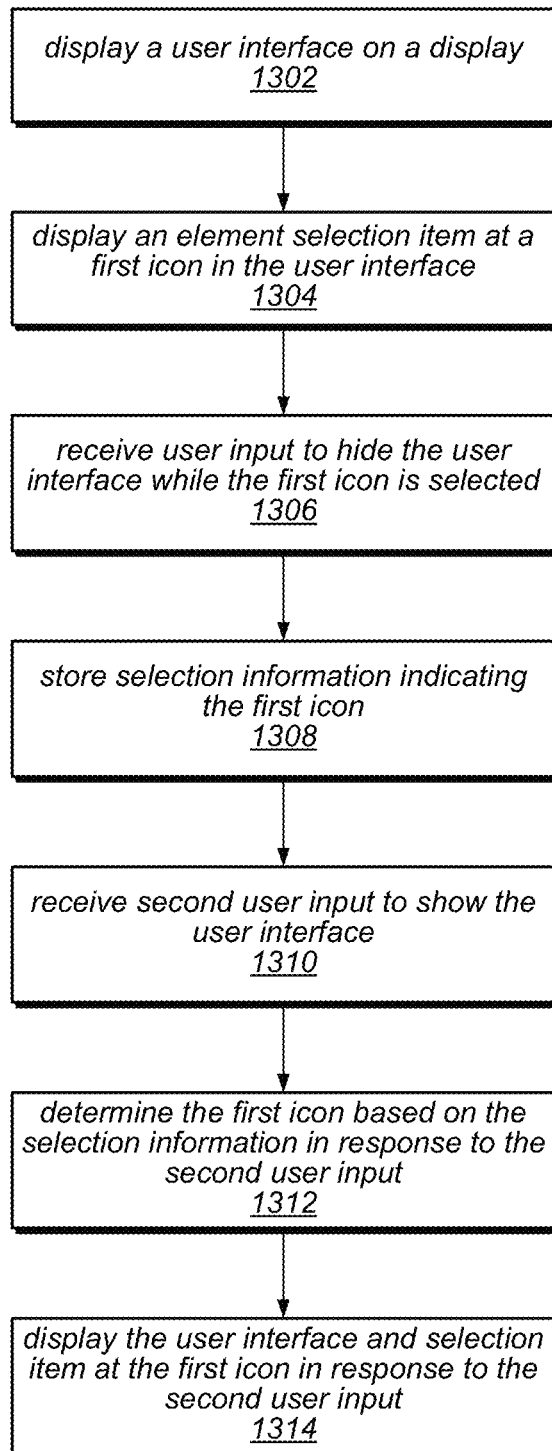 display a user interface on a display
1302
display an element selection item at a
first icon in the user interface
1304
receive user input to hide the user
interface while the first icon is selected
1306
store selection information indicating
the first icon
1308
receive second user input to show the
user interface
1310
determine the first icon based on the
selection information in response to the
second user input
1312
display the user interface and selection
item at the first icon in response to the
second user input
1314